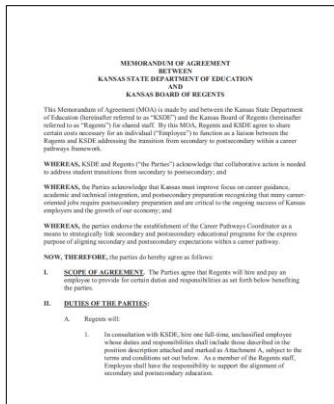 MEMORANDUM OF AGREEMENT
BETWEEN
KANSAS STATE DEPARTMENT OF EDUCATION
AND
KANSAS BOARD OF REGENTS
This Memorandum of Agreement (MOA) is made by and between the Kansas State Department
of Education (hereinafter referred to as "KSDE") and the Kansas Board of Regents (hereinafter
referred to as "Regents") for shared staff. By this MOA, Regents and KSDE agree to share
certain costs necessary for an individual ("Employee") to function as a liaison between the
Regents and KSDE addressing the transition from secondary to postsecondary within a career
pathways framework.
WHEREAS, KSDE and Regents ("the Parties") acknowledge that collaborative action is needed
to address student transitions from secondary to postsecondary; and
WHEREAS, the Parties acknowledge that Kansas must improve focus on career guidance,
academic and technical integration, and postsecondary preparation recognizing that many career-
oriented jobs require postsecondary preparation and are critical to the ongoing success of Kansas
employers and the growth of our economy; and
WHEREAS, the parties endorse the establishment of the Career Pathways Coordinator as a
means to strategically link secondary and postsecondary educational programs for the express
purpose of aligning secondary and postsecondary expectations within a career pathway.
NOW, THEREFORE, the parties do hereby agree as follows:
I. SCOPE OF AGREEMENT. The Parties agree that Regents will hire and pay an
employee to provide for certain duties and responsibilities as set forth below benefiting
the parties.
II. DUTIES OF THE PARTIES:
A. Regents will:
1. In consultation with KSDE, hire one full-time, unclassified employee
whose duties and responsibilities shall include those described in the
position description attached and marked as Attachment A, subject to the
terms and conditions set out below. As a member of the Regents staff,
Employee shall have the responsibility to support the alignment of
secondary and postsecondary education.